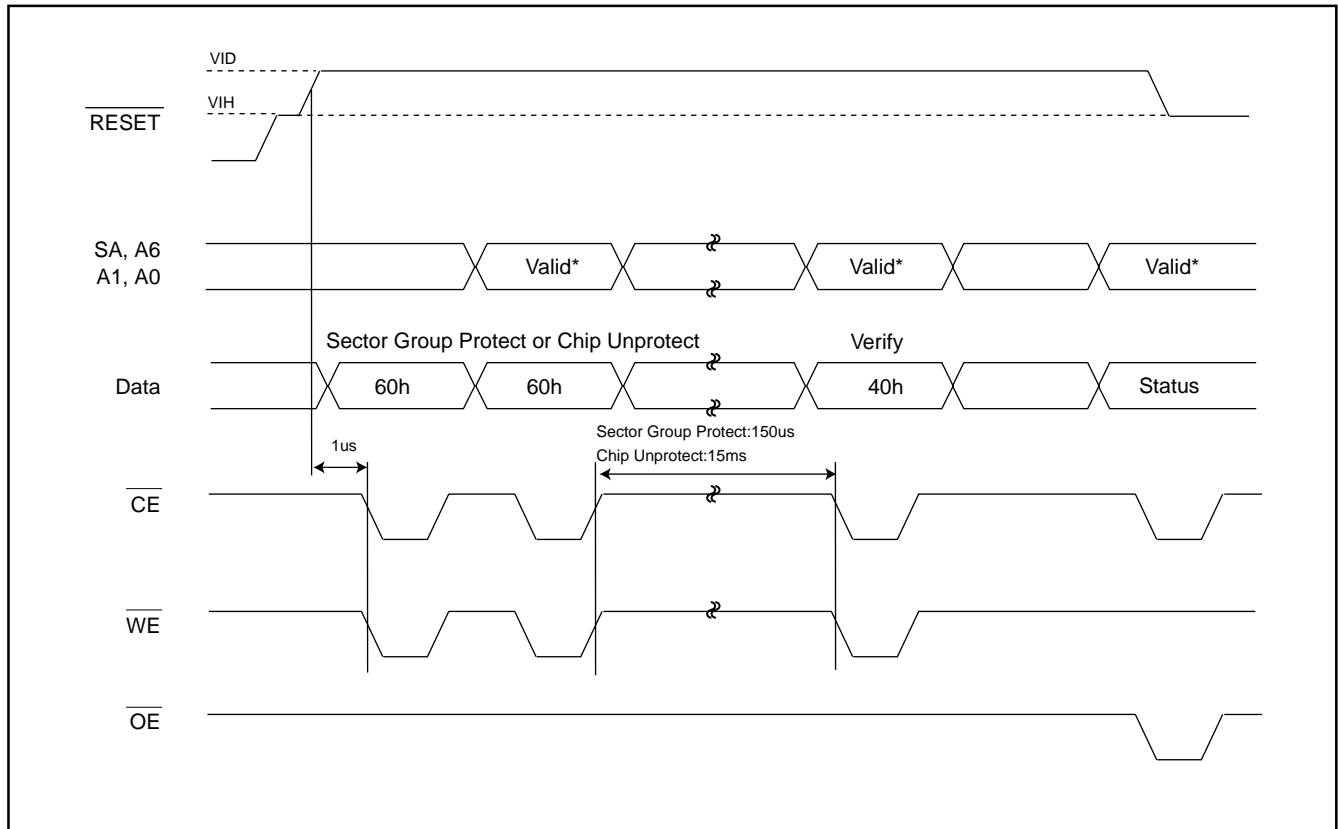 VID
VIH
RESET
SA, A6
A1, A0
Valid*
Valid*
Valid*
Sector Group Protect or Chip Unprotect
Verify
Data
60h
60h
40h
Status
1us
Sector Group Protect:150us
Chip Unprotect:15ms
CE
WE
OE